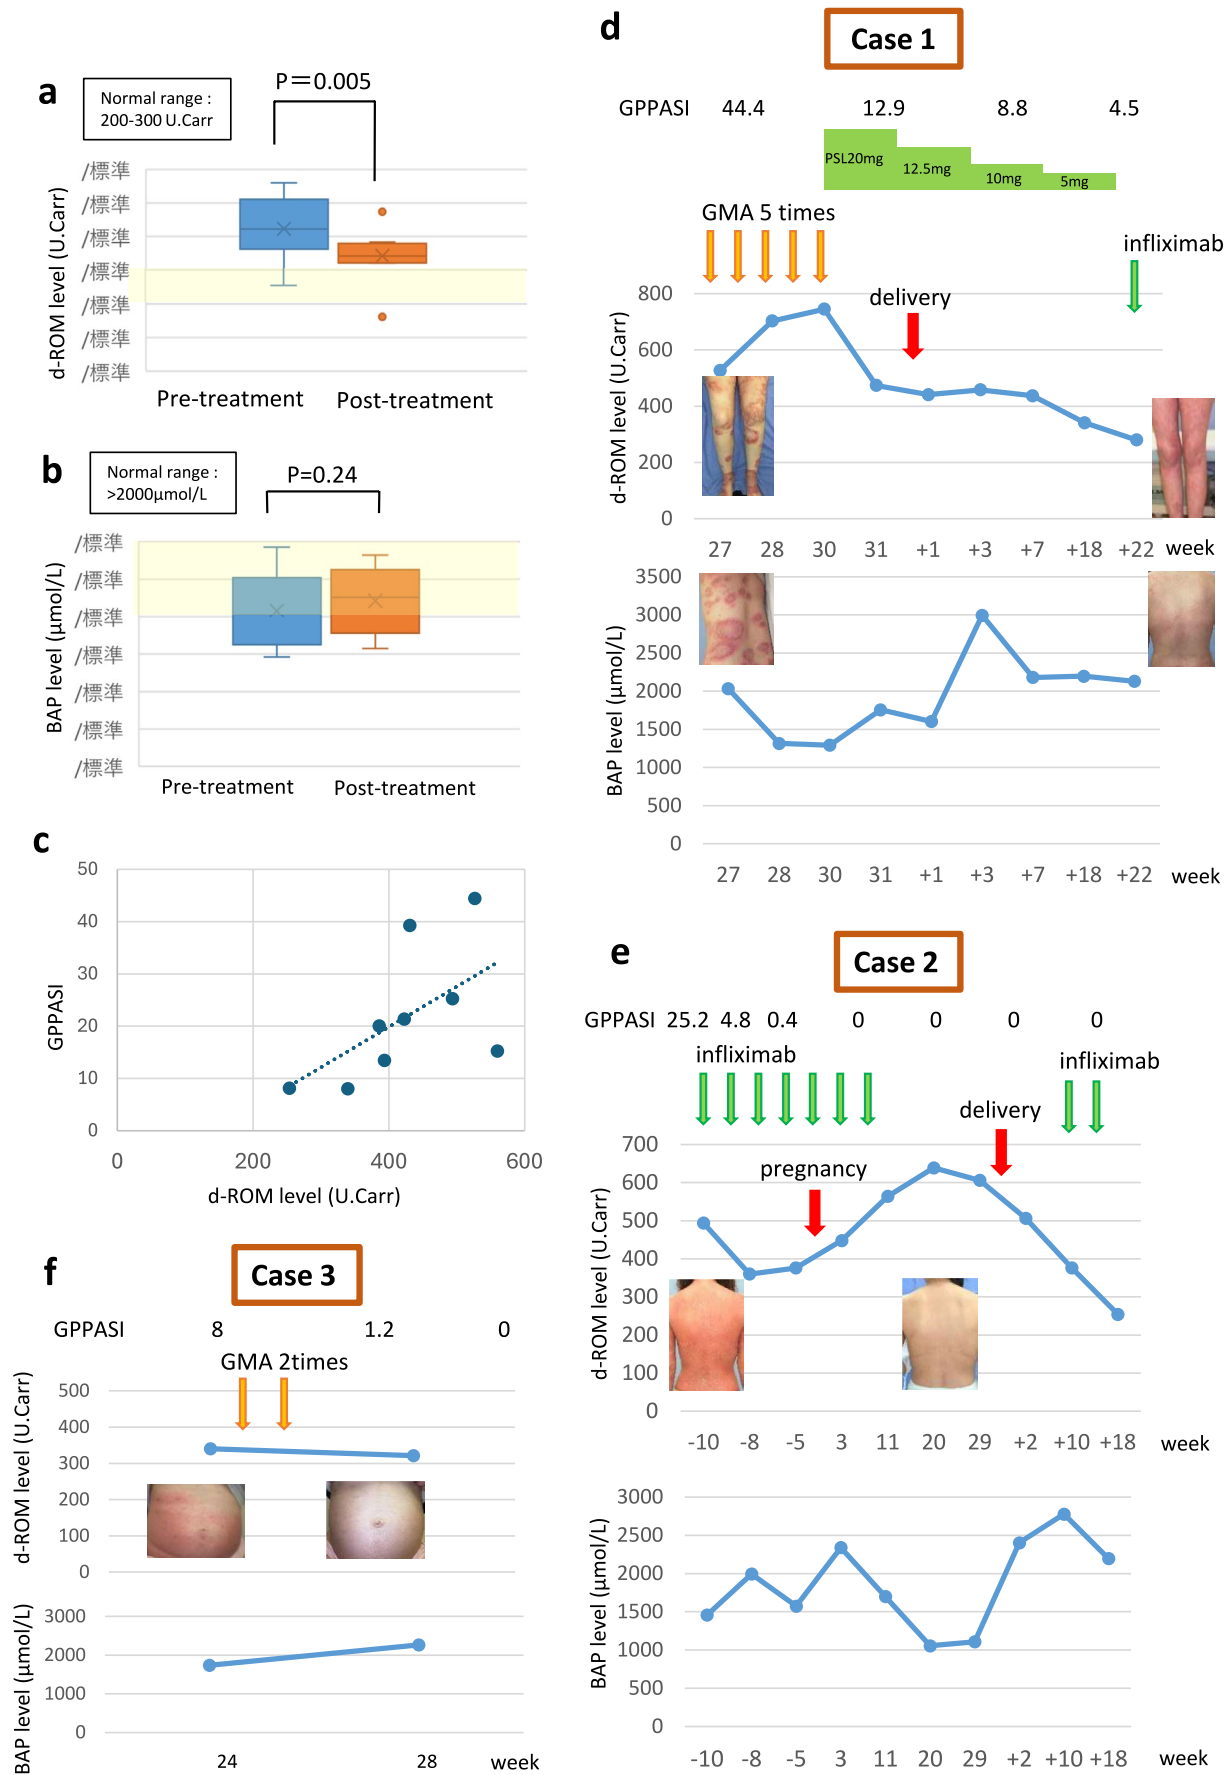 a
Normal range :
200-300 U.Carr
P＝0.005
d-ROM level (U.Carr)
/標準
/標準
/標準
/標準
/標準
/標準
/標準
Pre-treatment
Post-treatment
b
Normal range :
>2000μmol/L
P=0.24
BAP level (μmol/L)
/標準
/標準
/標準
/標準
/標準
/標準
/標準
Pre-treatment
Post-treatment
c
GPPASI
50
40
30
20
10
0
0 200 400 600
d-ROM level (U.Carr)
d
Case 1
GPPASI 44.4 12.9 8.8 4.5
PSL20mg
12.5mg
10mg
5mg
GMA 5 times
infliximab
delivery
d-ROM level (U.Carr)
800
600
400
200
0
27 28 30 31 +1 +3 +7 +18 +22 week
BAP level (μmol/L)
3500
3000
2500
2000
1500
1000
500
0
27 28 30 31 +1 +3 +7 +18 +22 week
e
Case 2
GPPASI 25.2 4.8 0.4 0 0 0 0
infliximab
infliximab
delivery
pregnancy
d-ROM level (U.Carr)
700
600
500
400
300
200
100
0
-10 -8 -5 3 11 20 29 +2 +10 +18 week
BAP level (μmol/L)
3000
2500
2000
1500
1000
500
0
-10 -8 -5 3 11 20 29 +2 +10 +18 week
f
Case 3
GPPASI 8 1.2 0
GMA 2times
d-ROM level (U.Carr)
500
400
300
200
100
0
BAP level (μmol/L)
3000
2000
1000
0
24 28 week